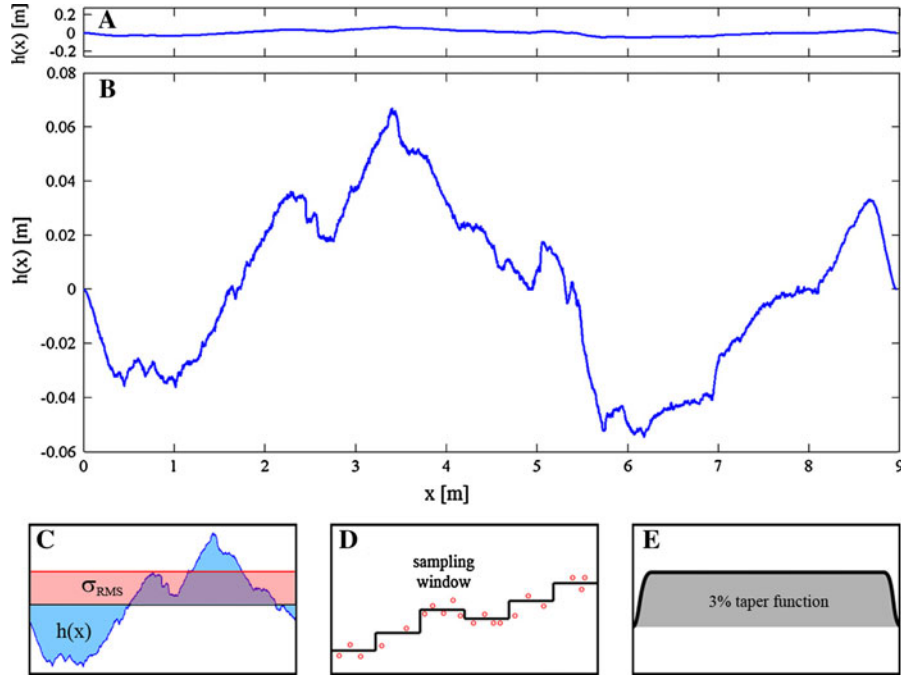 A
h(x) [m]
0.2
0
-0.2
B
h(x) [m]
0.08
0.06
0.04
0.02
0
-0.02
-0.04
-0.06
0 1 2 3 4 5 6 7 8 9
x [m]
C
σRMS
h(x)
D
sampling
window
E
3% taper function